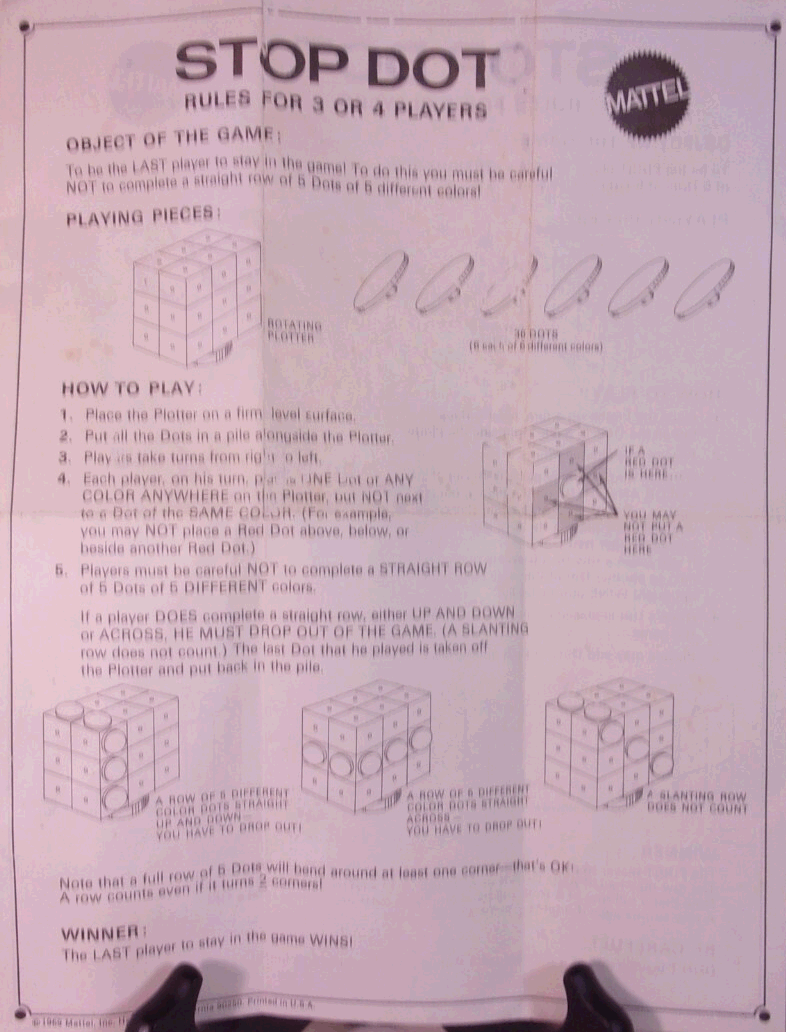 STOP DOT
RULES FOR 3 OR 4 PLAYERS
MATTEL
OBJECT OF THE GAME:
To be the LAST player to stay in the game! To do this you must be careful
NOT to complete a straight row of 5 Dots of 5 different colors!
PLAYING PIECES:
ROTATING
PLOTTER
DOTS
(6 each of 6 different colors)
HOW TO PLAY:
1. Place the Plotter on a firm level surface.
2. Put all the Dots in a pile alongside the Plotter.
3. take turns from right to left.
4. Each player, on his turn, ONE Dot of ANY
COLOR ANYWHERE on the Plotter, but NOT next
to a Dot of the SAME COLOR. (For example,
you may NOT place a Red Dot above, below, or
beside another Red Dot.)
IF A
RED DOT
IS HERE...
YOU MAY
NOT PUT A
RED DOT
HERE
5. Players must be careful NOT to complete a STRAIGHT ROW
of 5 Dots of 5 DIFFERENT colors.
If a player DOES complete a straight row, either UP AND DOWN
or ACROSS, HE MUST DROP OUT OF THE GAME. (A SLANTING
row does not count.) The last Dot that he played is taken off
the Plotter and put back in the pile.
A ROW OF 5 DIFFERENT
COLOR DOTS STRAIGHT
UP AND DOWN—
YOU HAVE TO DROP OUT!
A ROW OF 5 DIFFERENT
COLOR DOTS STRAIGHT
ACROSS—
YOU HAVE TO DROP OUT!
A SLANTING ROW
DOES NOT COUNT
Note that a full row of 5 Dots will bend around at least one corner—that's OK!
A row counts even if it turns 2 corners!
WINNER:
The LAST player to stay in the game WINS!
© 1969 Mattel, Inc. 90250. Printed in U.S.A.